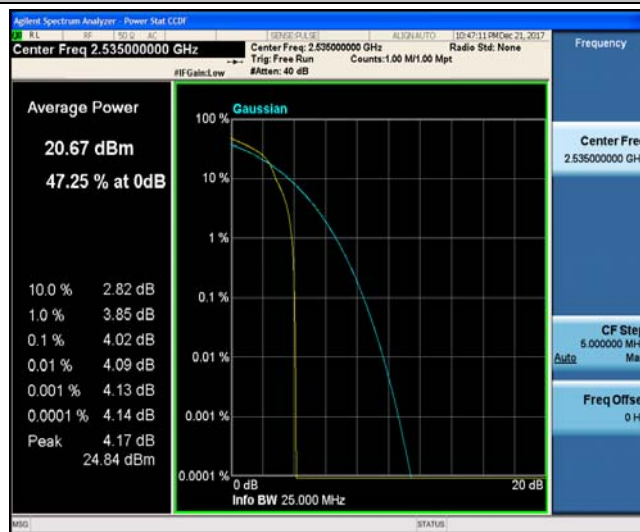 Agilent Spectrum Analyzer - Power Stat CCDF
RL RF 50 Ω AC SENSE:PULSE ALIGN AUTO 10:47:11 PM Dec 21, 2017
Center Freq 2.535000000 GHz
Center Freq: 2.535000000 GHz Radio Std: None
Trig: Free Run Counts:1.00 M/1.00 Mpt
#IFGain:Low #Atten: 40 dB
Frequency
Average Power
20.67 dBm
47.25 % at 0dB
10.0 % 2.82 dB
1.0 % 3.85 dB
0.1 % 4.02 dB
0.01 % 4.09 dB
0.001 % 4.13 dB
0.0001 % 4.14 dB
Peak 4.17 dB
24.84 dBm
Gaussian
100 %
10 %
1 %
0.1 %
0.01 %
0.001 %
0.0001 %
0 dB 20 dB
Info BW 25.000 MHz
Center Fre
2.535000000 GH
CF Step
5.000000 MH
Auto Ma
Freq Offse
0 H
MSG STATUS